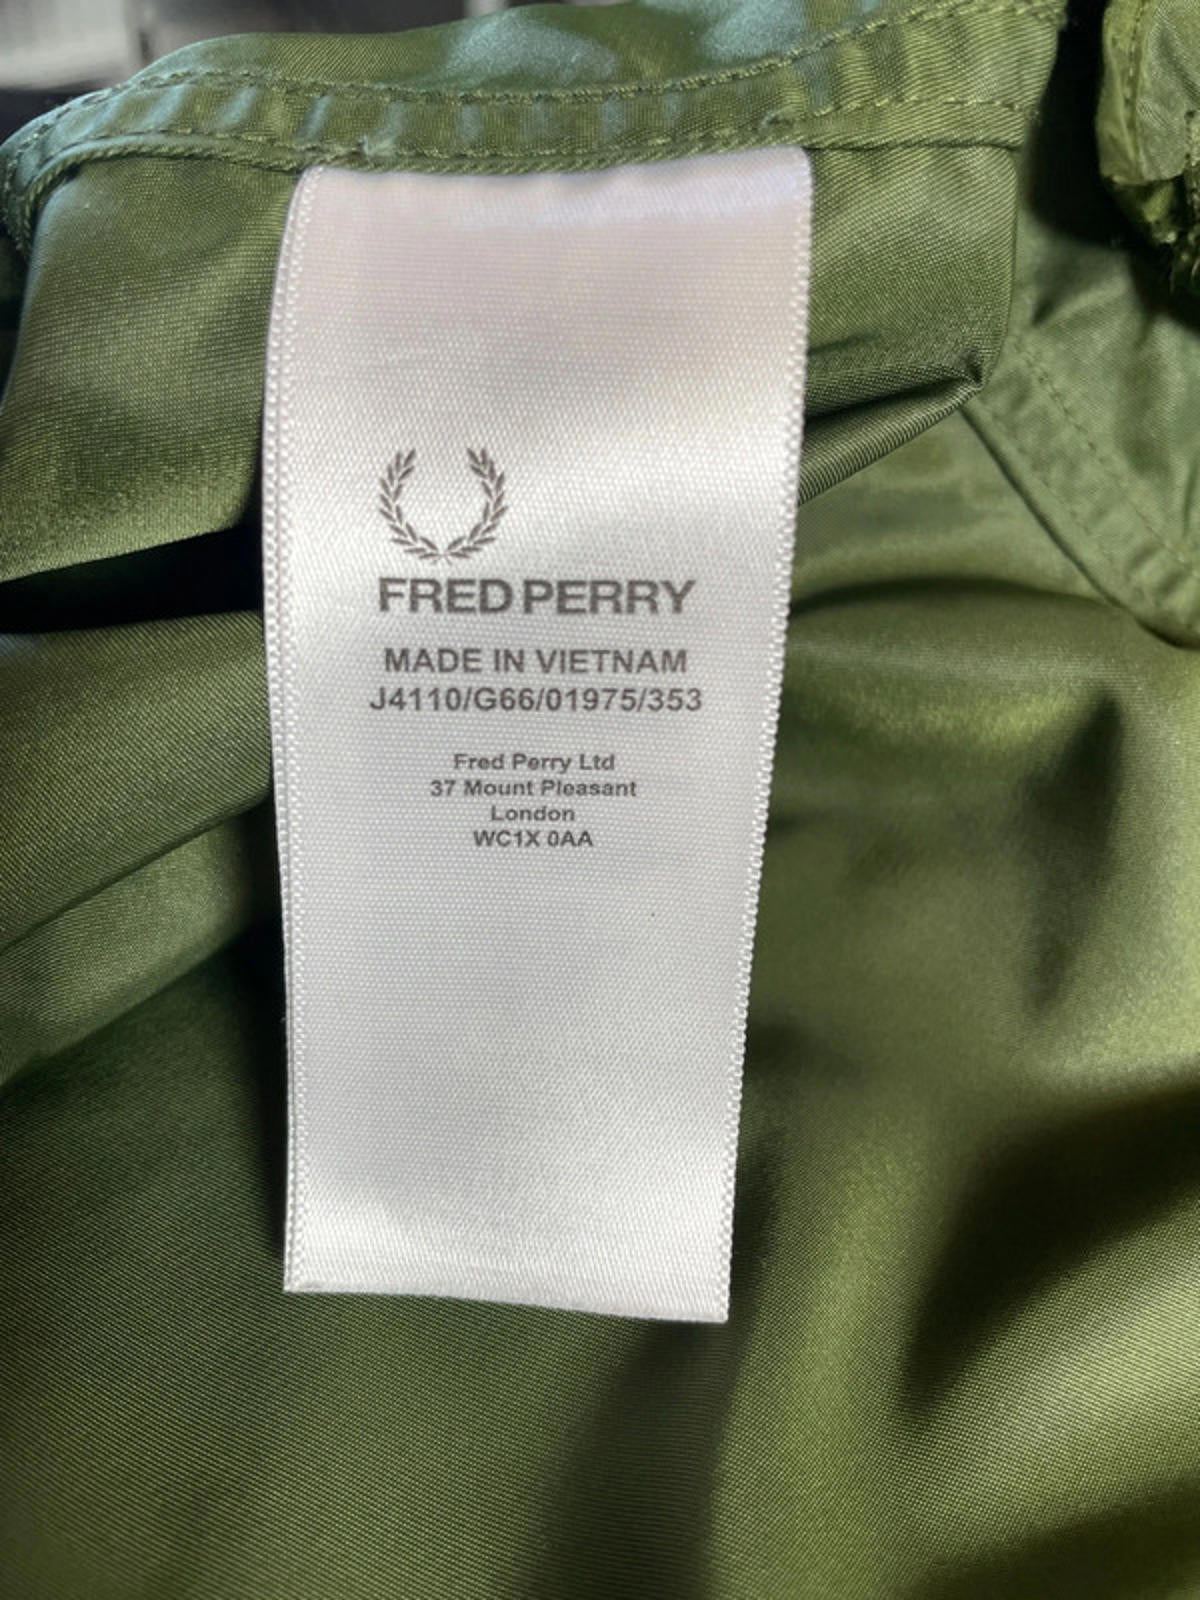 FRED PERRY
MADE IN VIETNAM
J4110/G66/01975/353
Fred Perry Ltd
37 Mount Pleasant
London
WC1X 0AA